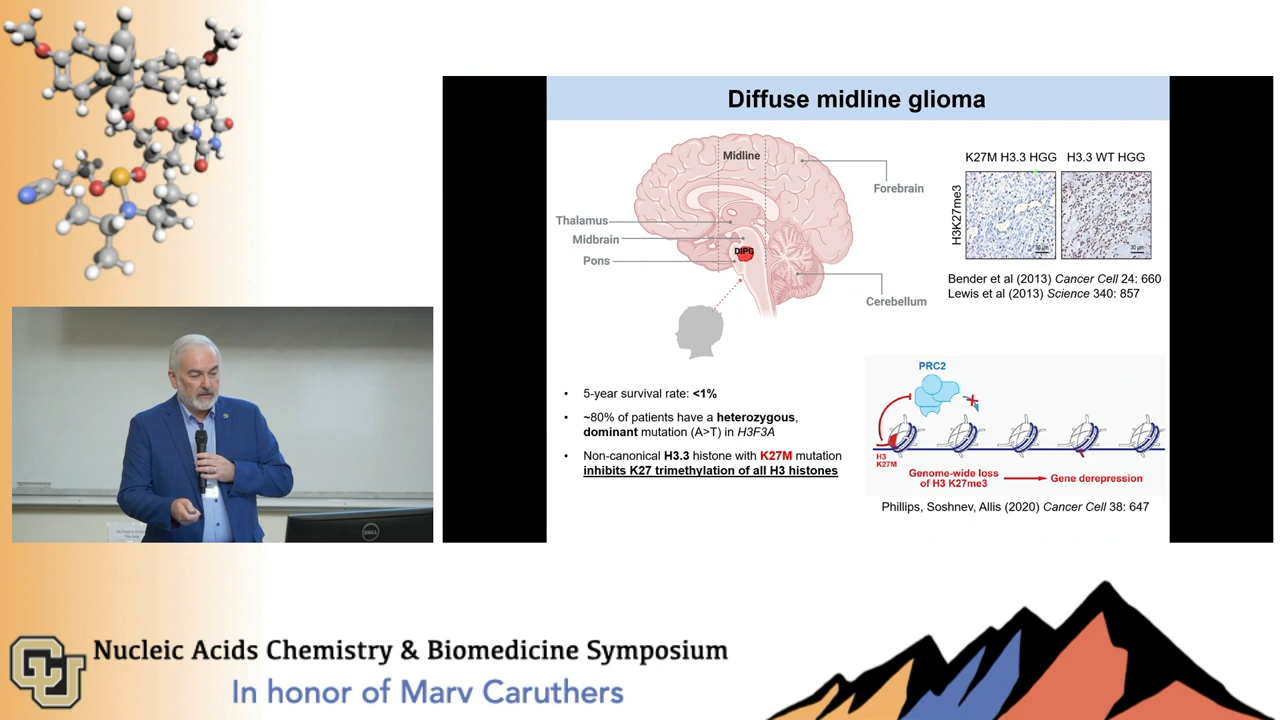 Diffuse midline glioma
Midline
Forebrain
Thalamus
Midbrain
DIPG
Pons
Cerebellum
K27M H3.3 HGG H3.3 WT HGG
H3K27me3
Bender et al (2013) Cancer Cell 24: 660
Lewis et al (2013) Science 340: 857
• 5-year survival rate: <1%
• ~80% of patients have a heterozygous,
dominant mutation (A>T) in H3F3A
• Non-canonical H3.3 histone with K27M mutation
inhibits K27 trimethylation of all H3 histones
PRC2
H3
K27M
Genome-wide loss
of H3 K27me3
Gene derepression
Phillips, Soshnev, Allis (2020) Cancer Cell 38: 647
DELL
CU
Nucleic Acids Chemistry & Biomedicine Symposium
In honor of Marv Caruthers